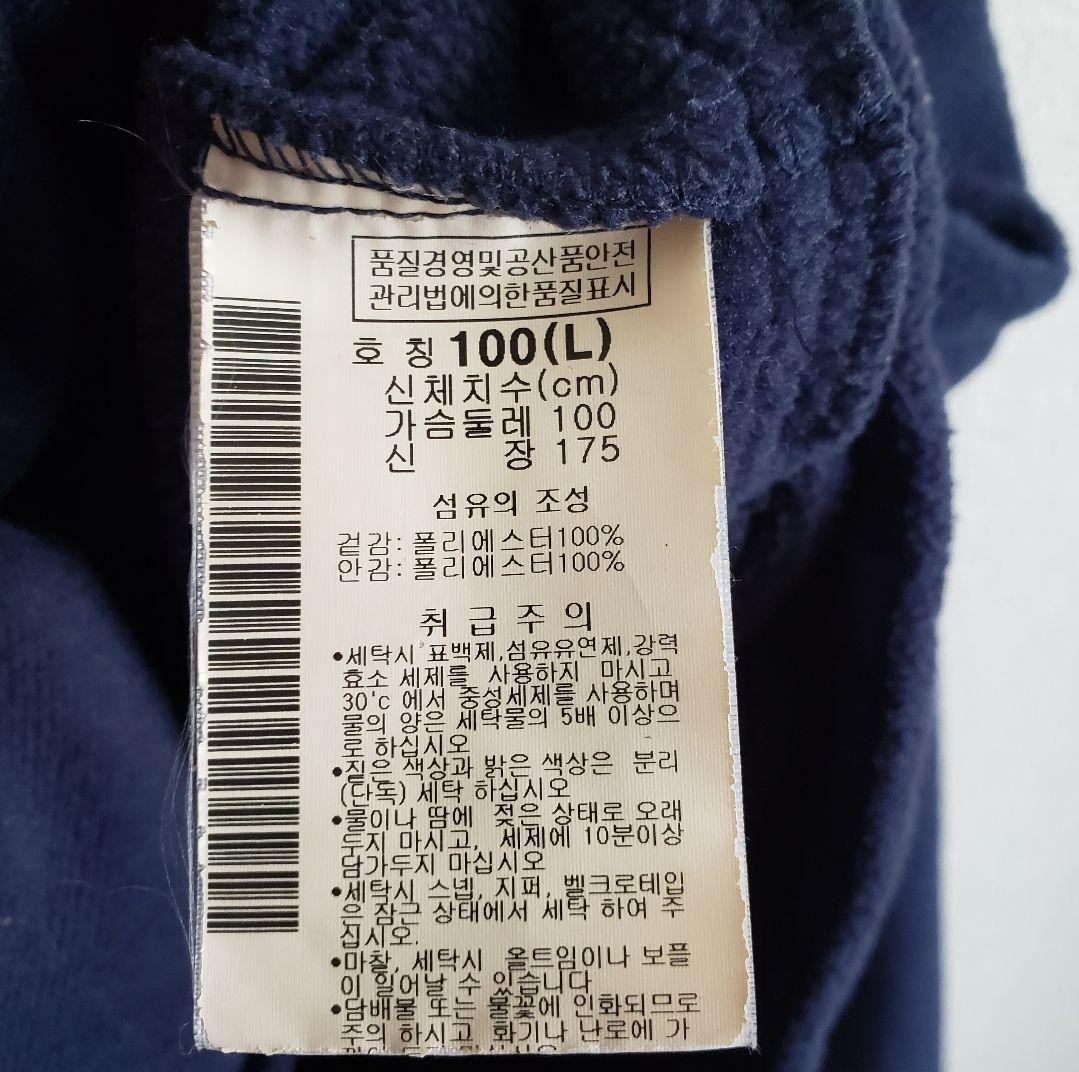 품질경영및공산품안전
관리법에의한품질표시
호 칭 100(L)
신체치수(cm)
가슴둘레 100
신 장 175
섬유의 조성
겉감: 폴리에스터100%
안감: 폴리에스터100%
취 급 주 의
•세탁시 표백제,섬유유연제,강력
효소 세제를 사용하지 마시고
30'c 에서 중성세제를 사용하며
물의 양은 세탁물의 5배 이상으
로 하십시오
•짙은 색상과 밝은 색상은 분리
(단독) 세탁 하십시오
•물이나 땀에 젖은 상태로 오래
두지 마시고, 세제에 10분이상
담가두지 마십시오
•세탁시 스넵, 지퍼, 벨크로테입
은 잠근 상태에서 세탁 하여 주
십시오.
•마찰, 세탁시 올트임이나 보플
이 일어날 수 있습니다
•담배불 또는 불꽃에 인화되므로
주의 하시고 화기나 난로에 가